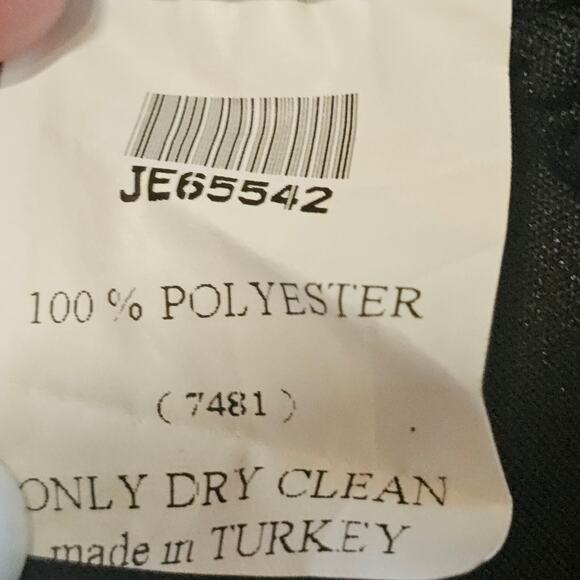 JE65542
100 % POLYESTER
( 7481 )
ONLY DRY CLEAN
made in TURKEY